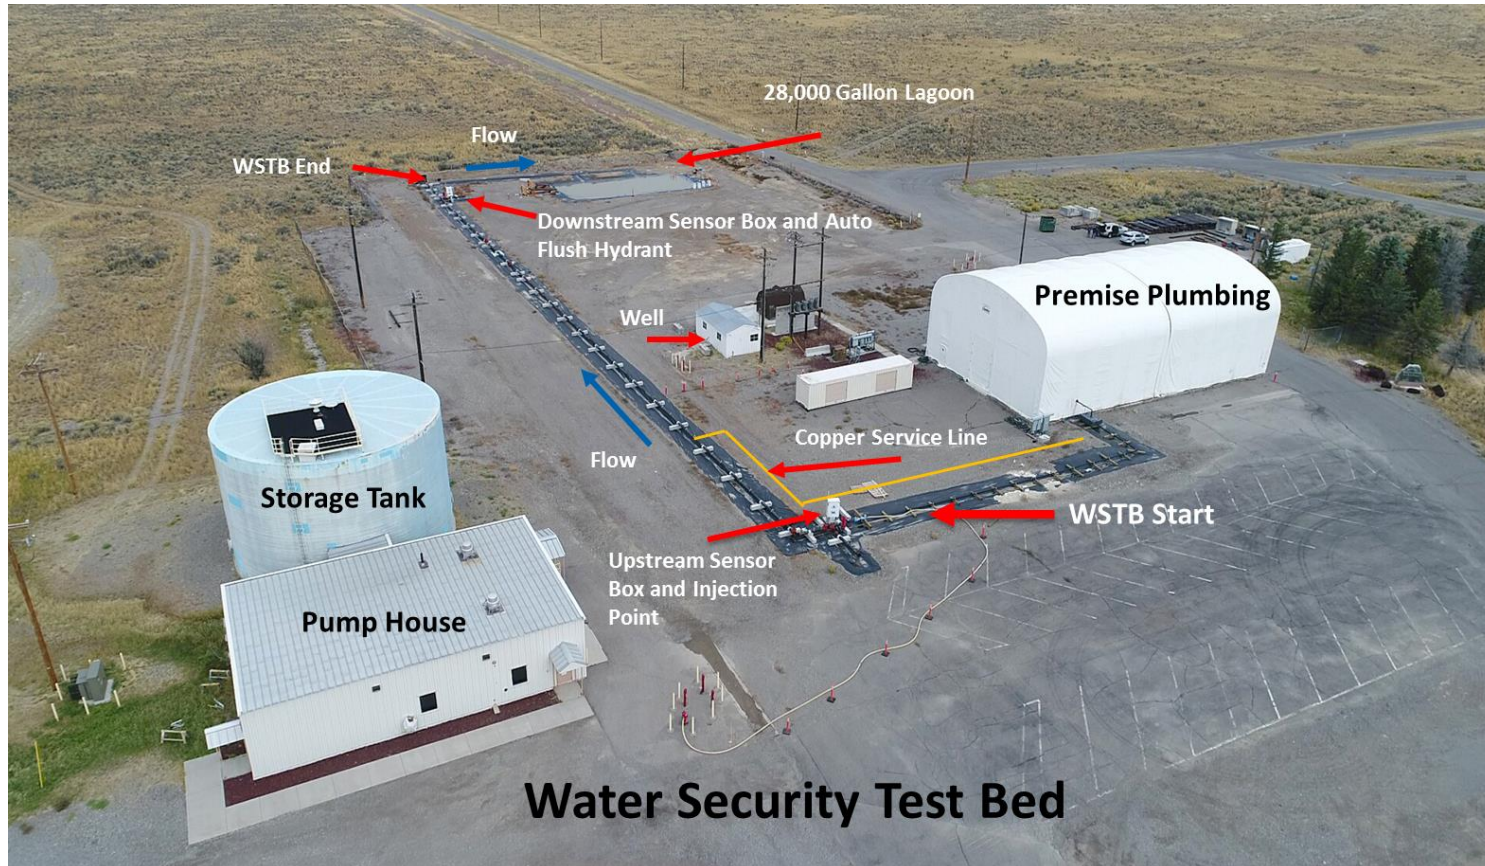 28,000 Gallon Lagoon
Flow
WSTB End
Downstream Sensor Box and Auto
Flush Hydrant
Premise Plumbing
Well
Copper Service Line
Flow
Storage Tank
WSTB Start
Upstream Sensor
Box and Injection
Point
Pump House
Water Security Test Bed